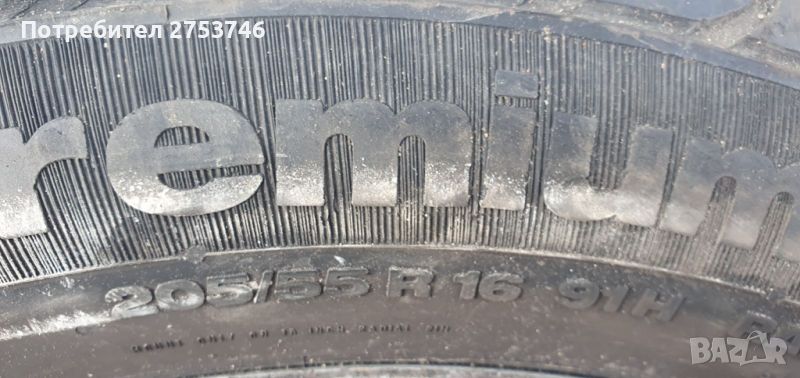 Потребител 2753746
remium
205/55 R 16 91H
BAZAR